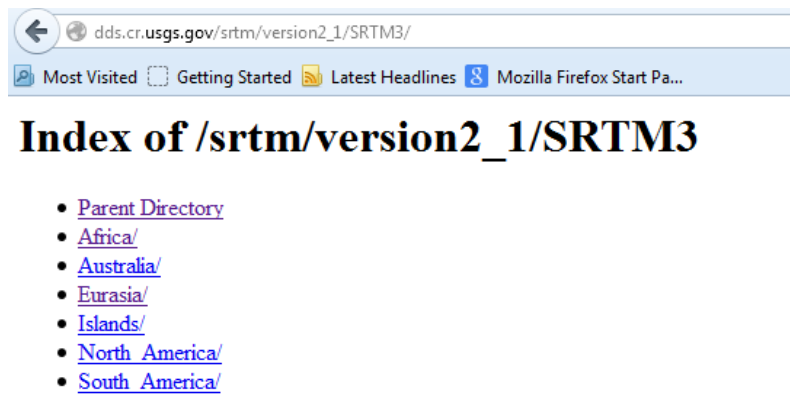 dds.cr.usgs.gov/srtm/version2_1/SRTM3/
Most Visited Getting Started Latest Headlines 8 Mozilla Firefox Start Pa...
Index of /srtm/version2_1/SRTM3
Parent Directory
Africa/
Australia/
Eurasia/
Islands/
North_America/
South_America/